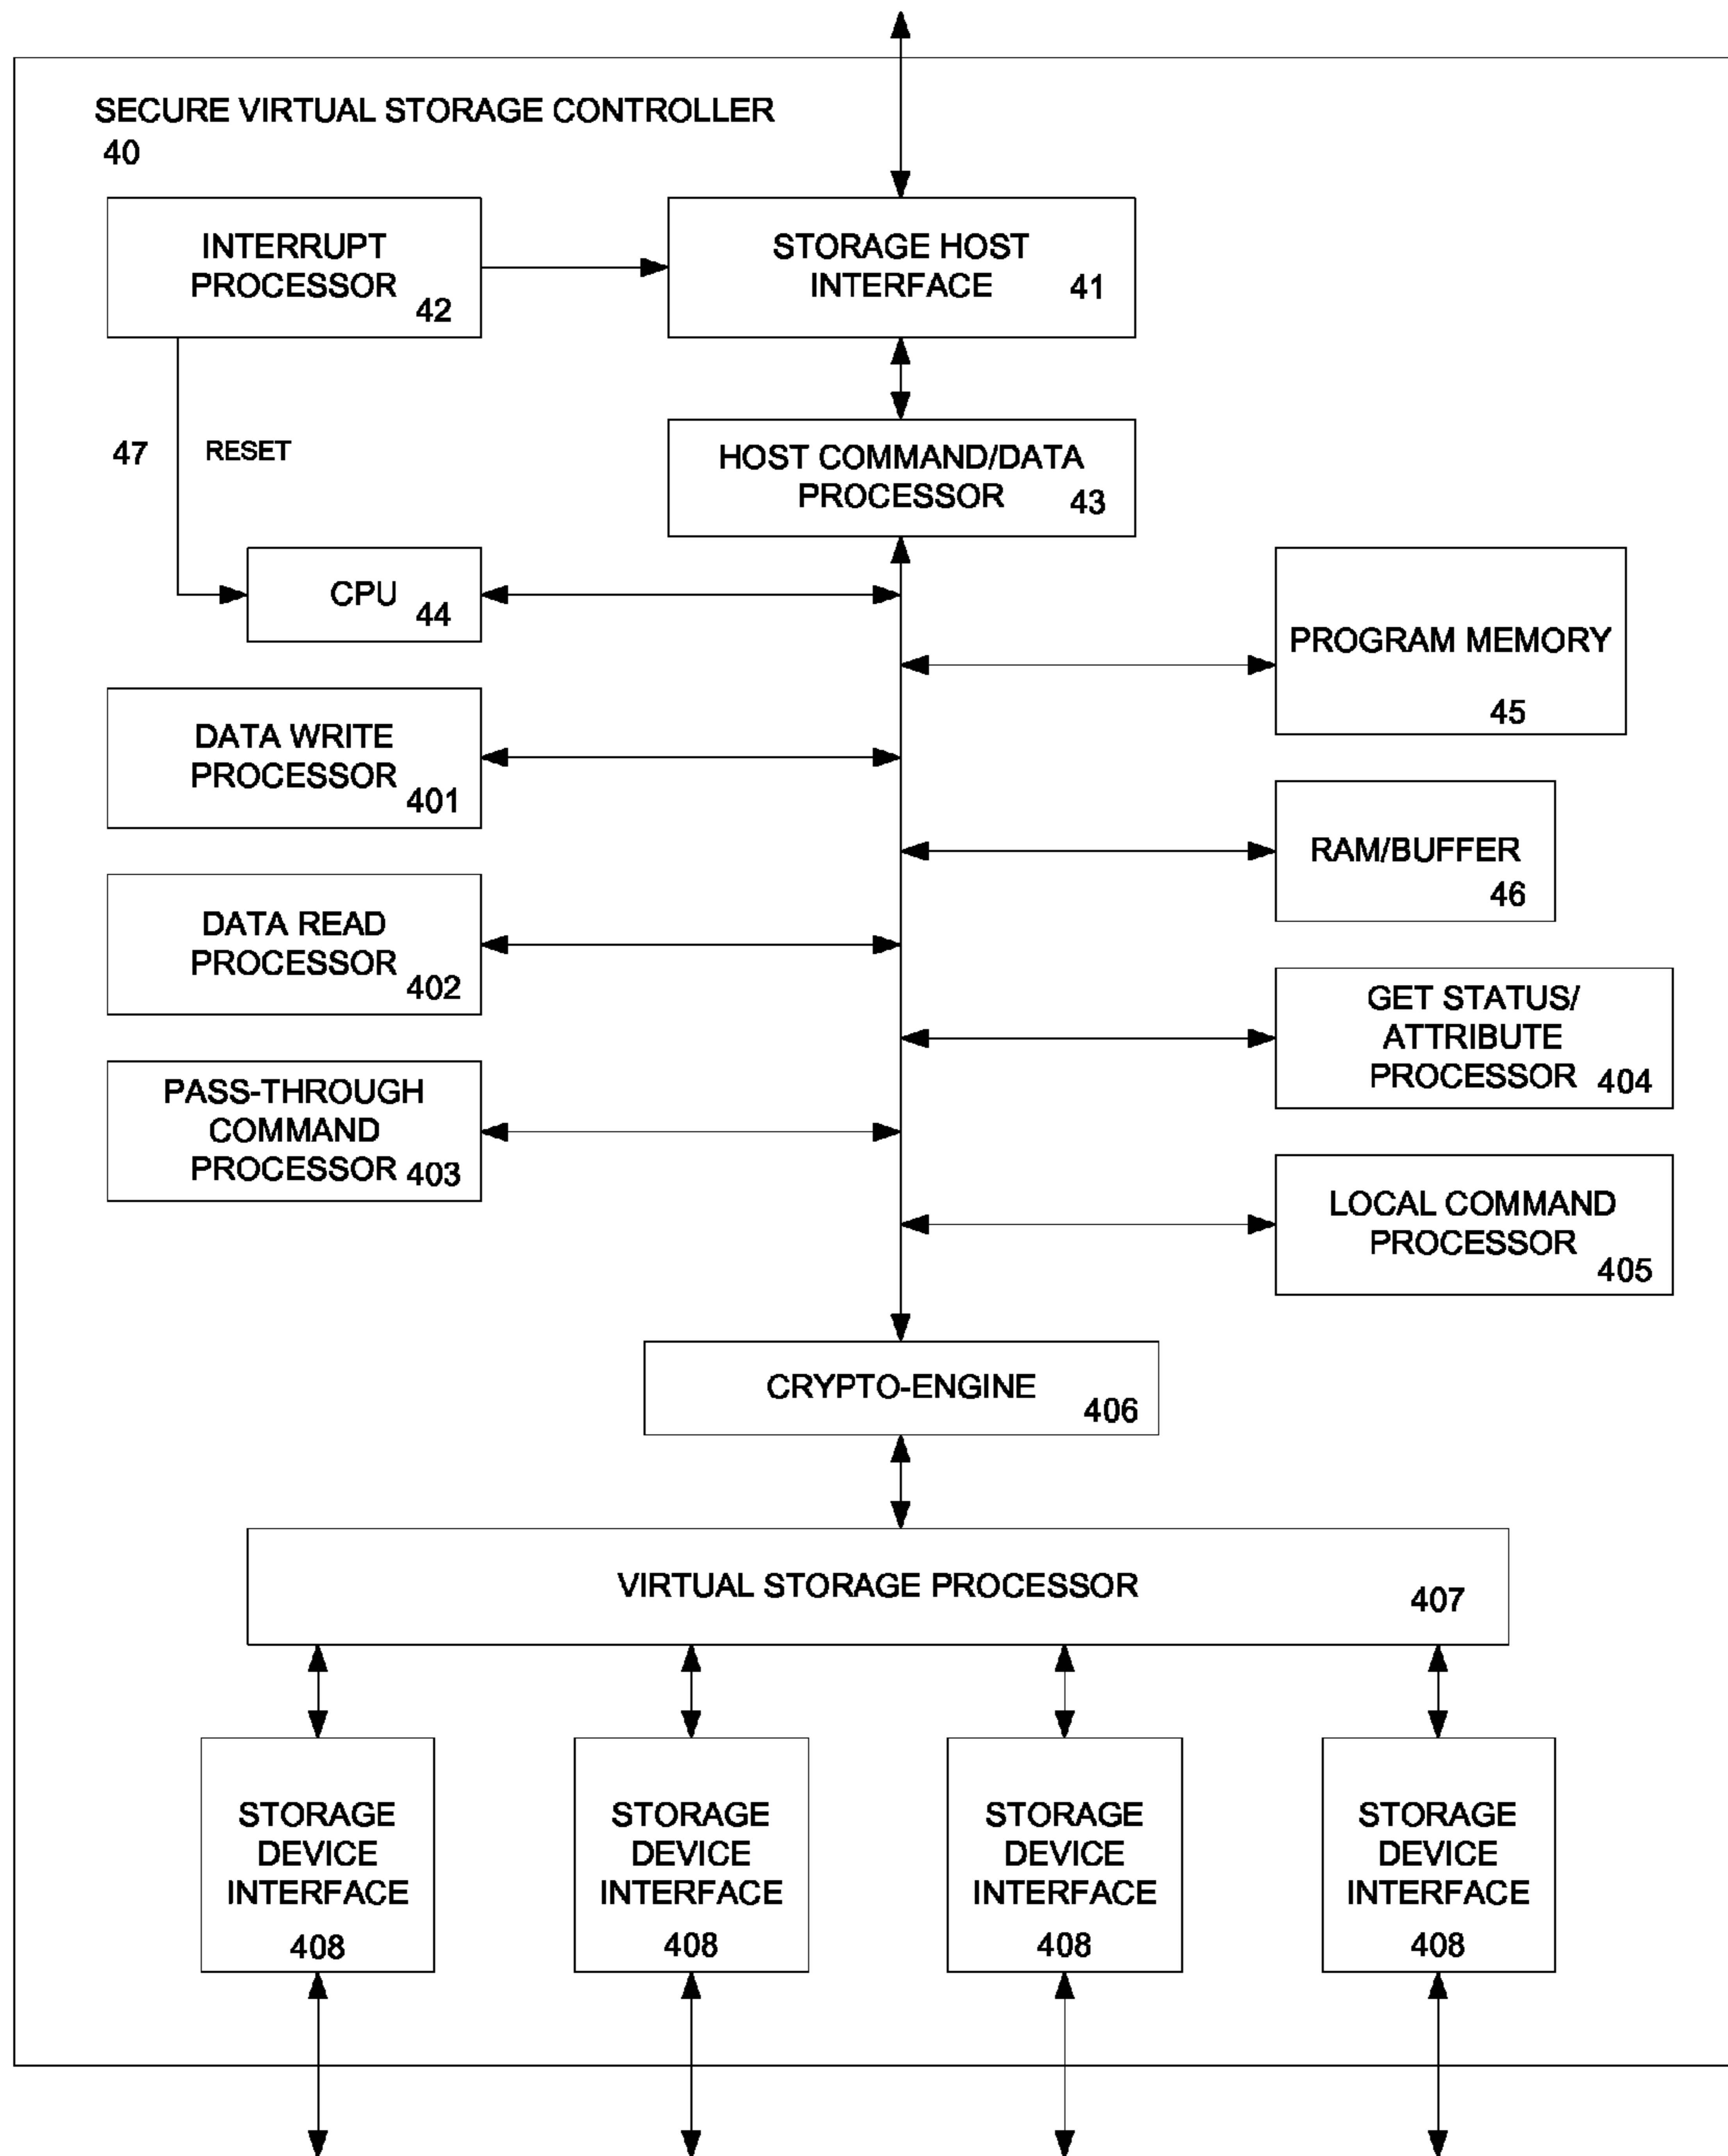 SECURE VIRTUAL STORAGE CONTROLLER
40
INTERRUPT
PROCESSOR
42
STORAGE HOST
INTERFACE
41
47
RESET
HOST COMMAND/DATA
PROCESSOR
43
CPU
44
PROGRAM MEMORY
45
DATA WRITE
PROCESSOR
401
RAM/BUFFER
46
DATA READ
PROCESSOR
402
GET STATUS/
ATTRIBUTE
PROCESSOR
404
PASS-THROUGH
COMMAND
PROCESSOR
403
LOCAL COMMAND
PROCESSOR
405
CRYPTO-ENGINE
406
VIRTUAL STORAGE PROCESSOR
407
STORAGE
DEVICE
INTERFACE
408
STORAGE
DEVICE
INTERFACE
408
STORAGE
DEVICE
INTERFACE
408
STORAGE
DEVICE
INTERFACE
408